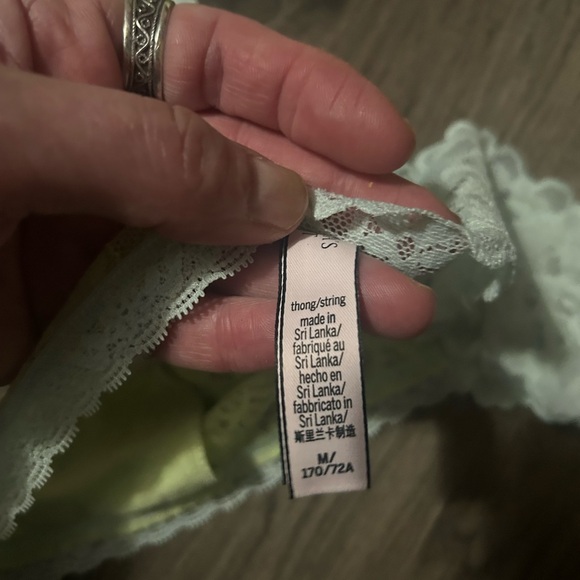 thong/string
made in
Sri Lanka/
fabriqué au
Sri Lanka/
hecho en
Sri Lanka/
fabbricato in
Sri Lanka/
斯里兰卡制造
M/
170/72A